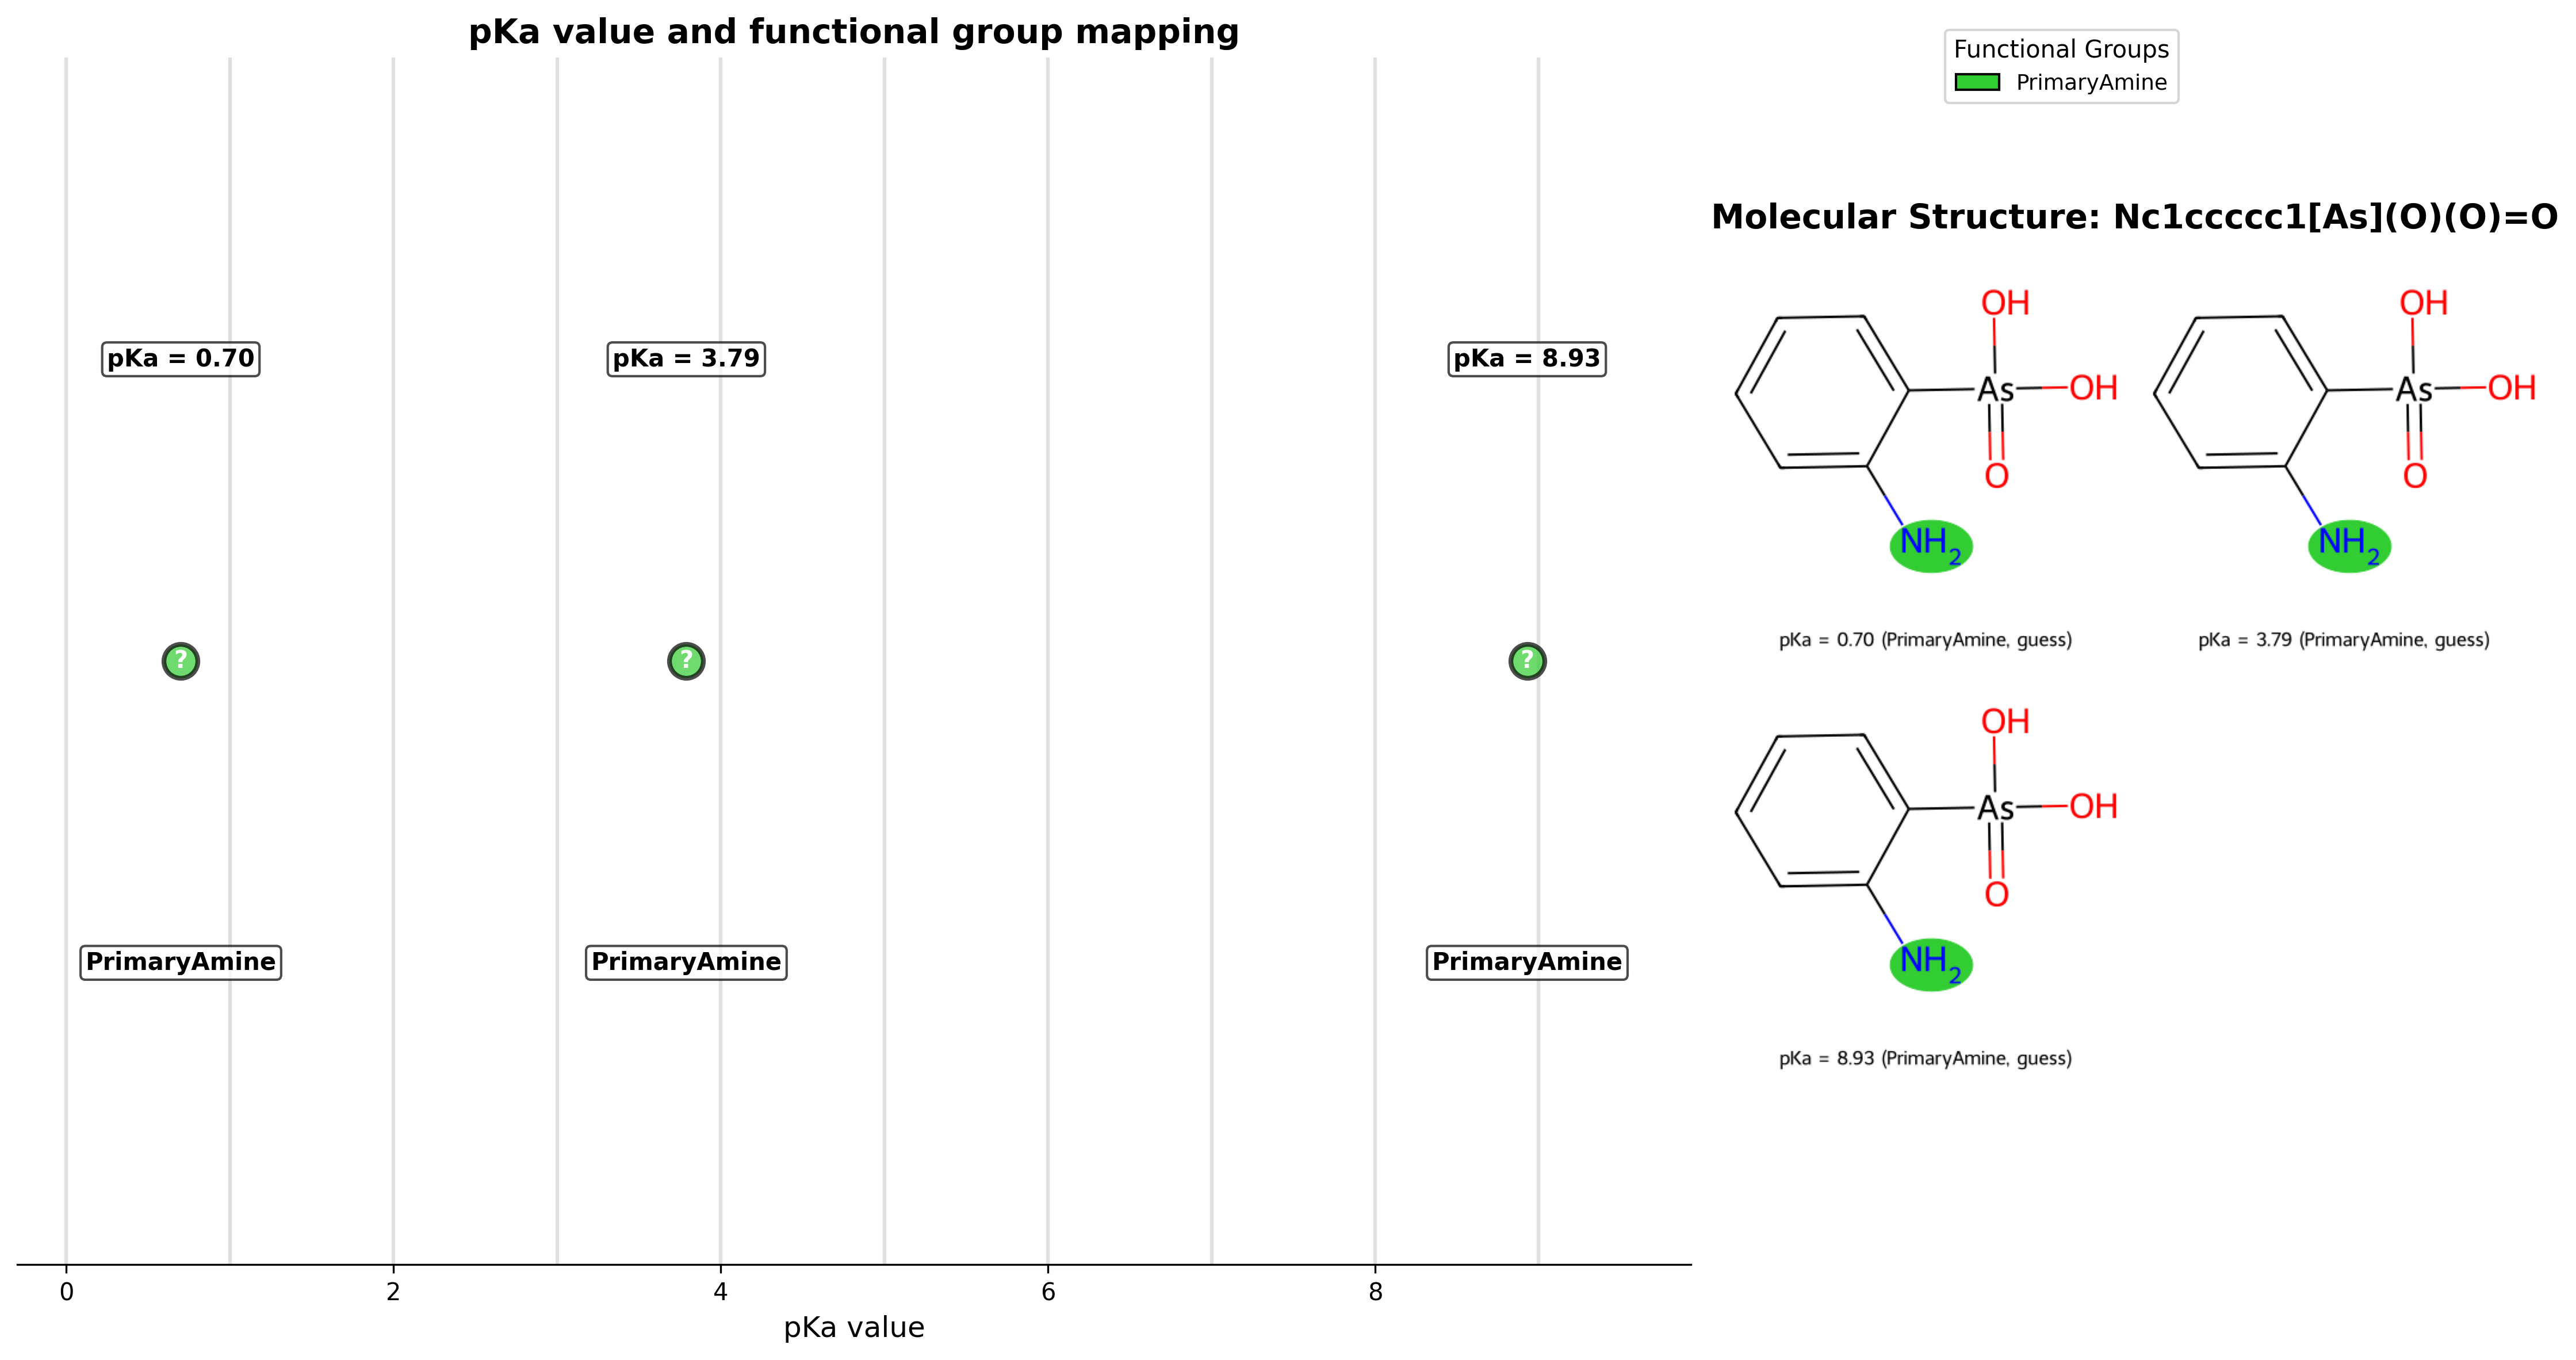 pKa value and functional group mapping
pKa = 0.70
pKa = 3.79
pKa = 8.93
?
?
?
PrimaryAmine
PrimaryAmine
PrimaryAmine
0
2
4
6
8
pKa value
Functional Groups
PrimaryAmine
Molecular Structure: Nc1ccccc1[As](O)(O)=O
OH
As
OH
O
NH2
pKa = 0.70 (PrimaryAmine, guess)
OH
As
OH
O
NH2
pKa = 3.79 (PrimaryAmine, guess)
OH
As
OH
O
NH2
pKa = 8.93 (PrimaryAmine, guess)